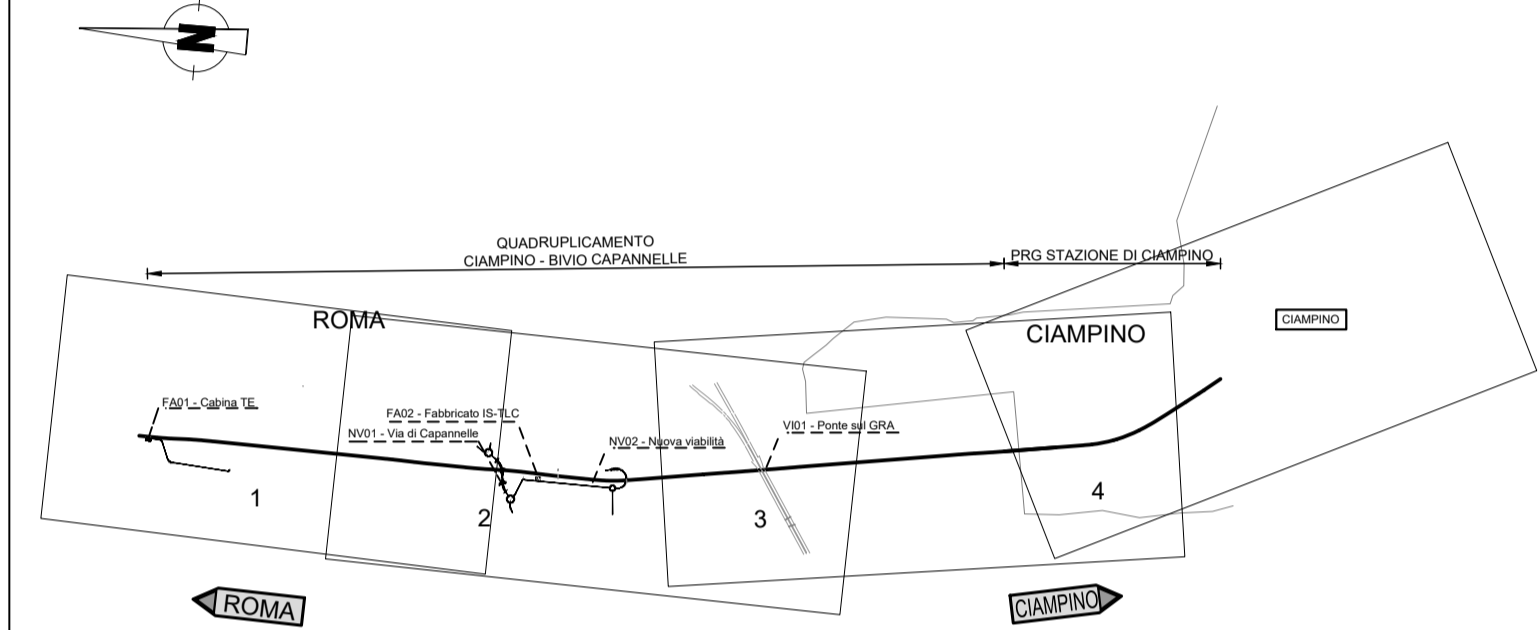 N
QUADRUPLICAMENTO
CIAMPINO - BIVIO CAPANNELLE
PRG STAZIONE DI CIAMPINO
ROMA
CIAMPINO
CIAMPINO
FA01 - Cabina TE
FA02 - Fabbricato IS-TLC
NV01 - Via di Capannelle
NV02 - Nuova viabilità
VI01 - Ponte sul GRA
1
2
3
4
ROMA
CIAMPINO